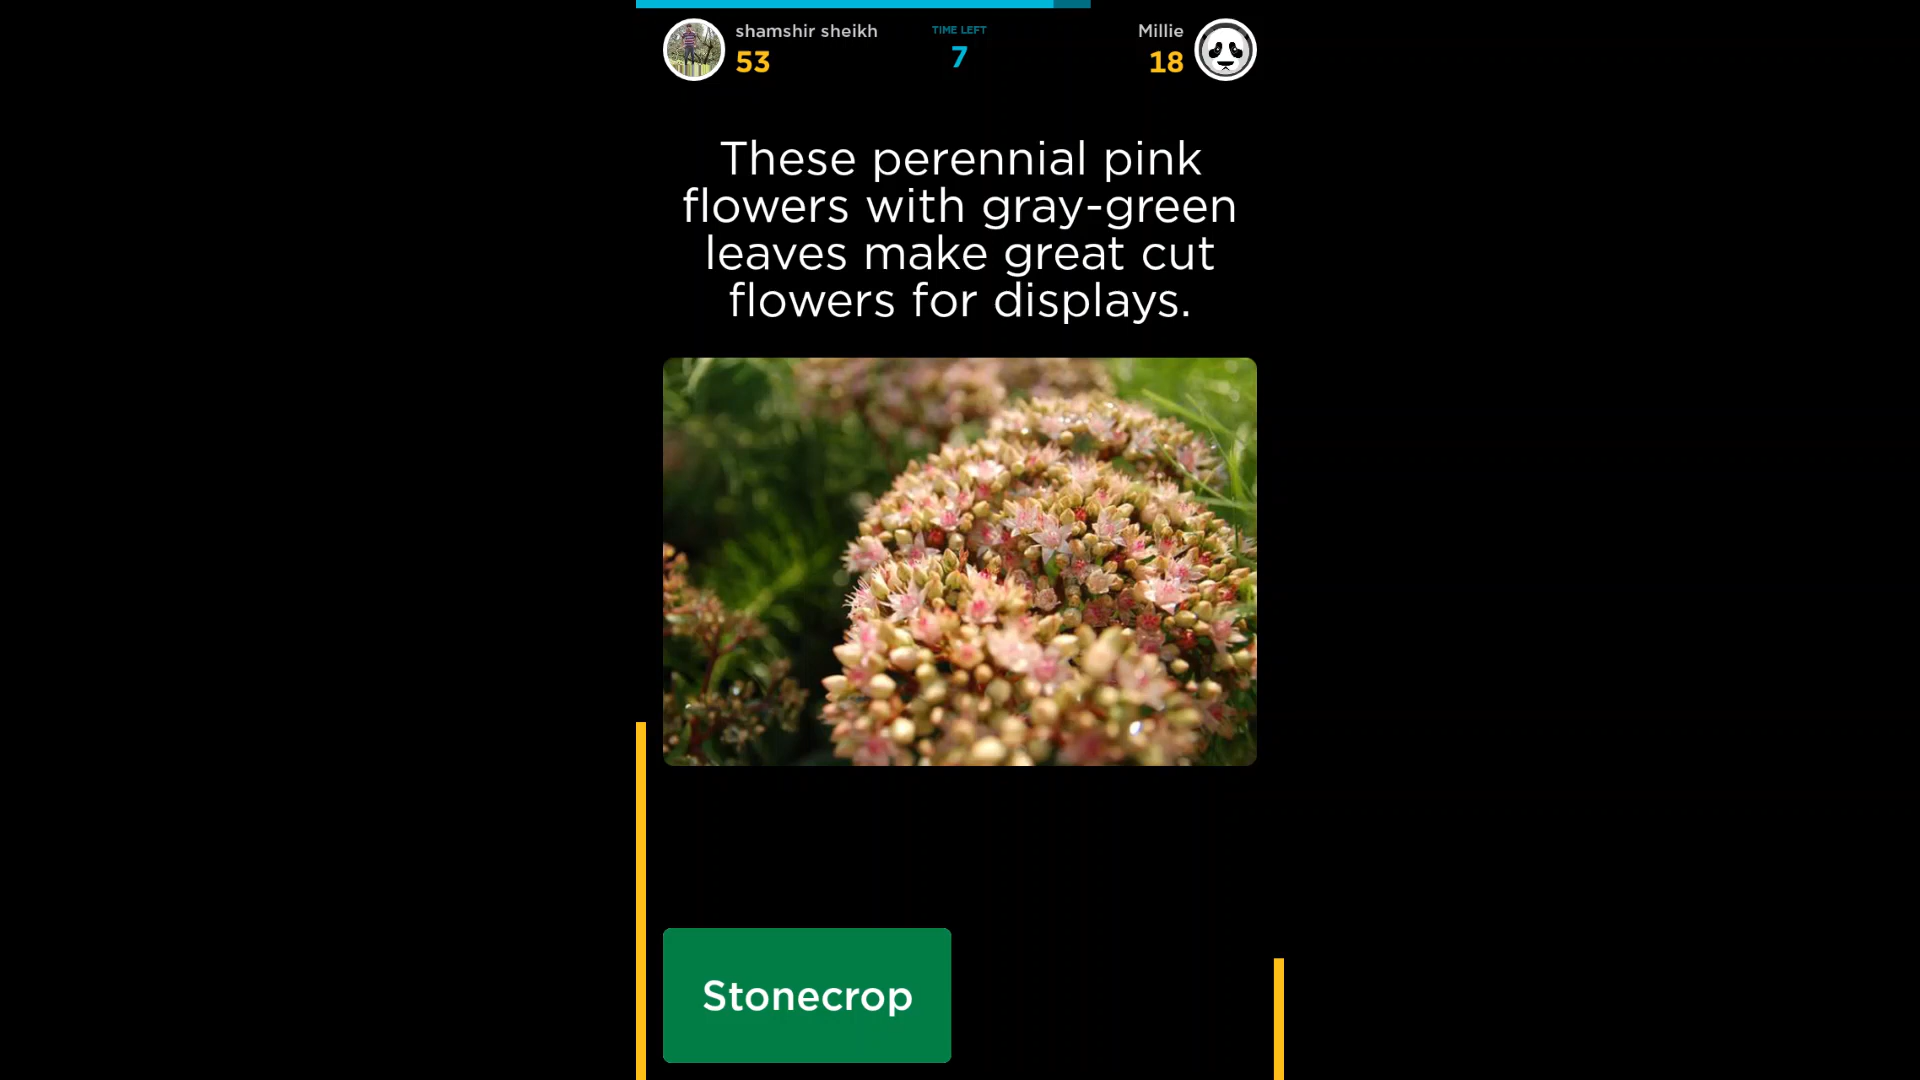 shamshir sheikh
53
TIME LEFT
7
Millie
18
These perennial pink
flowers with gray-green
leaves make great cut
flowers for displays.
Stonecrop